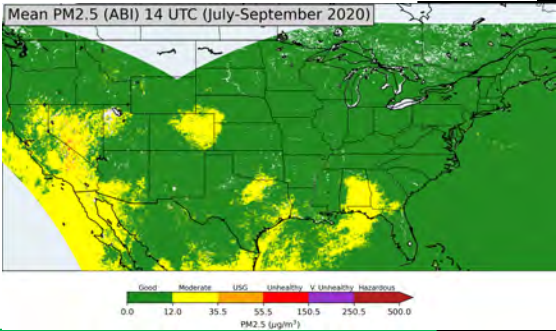 Mean PM2.5 (ABI) 14 UTC (July-September 2020)
Good Moderate USG Unhealthy V. Unhealthy Hazardous
0.0 12.0 35.5 55.5 150.5 250.5 500.0
PM2.5 (µg/m³)